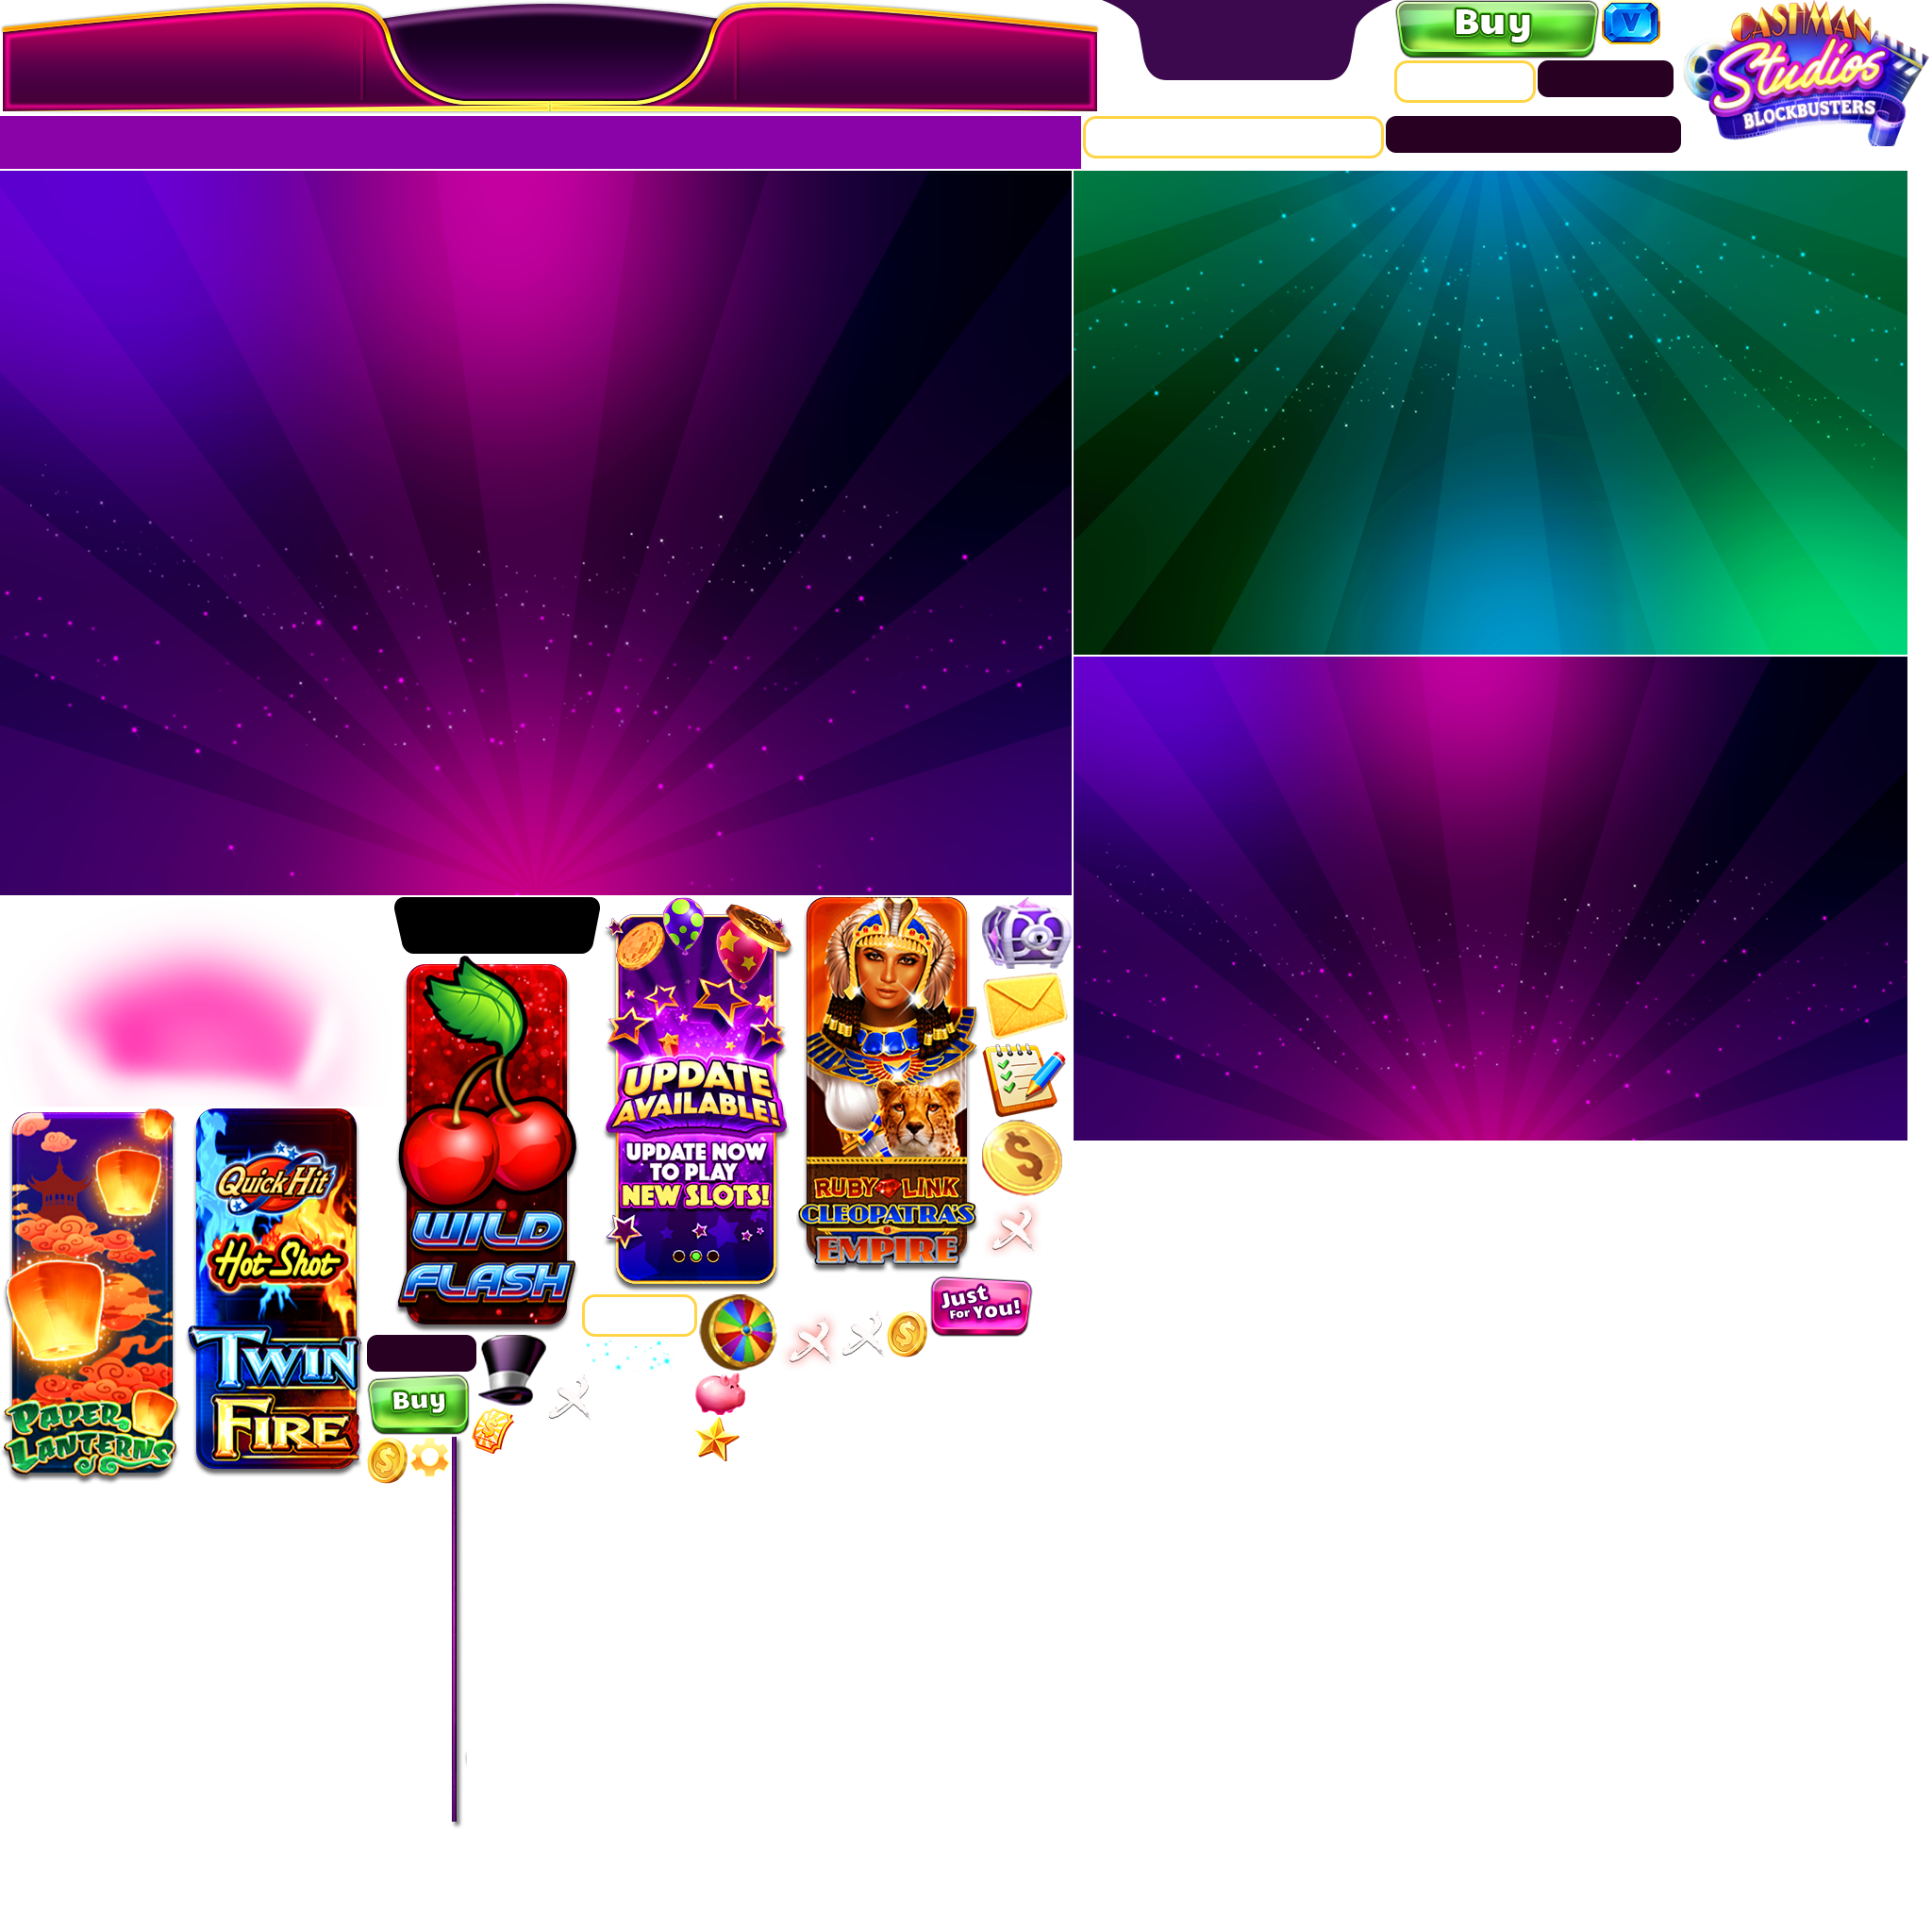 Buy
V
CASHMAN
Studios
BLOCKBUSTERS
UPDATE
AVAILABLE!
UPDATE NOW
TO PLAY
NEW SLOTS!
RUBY LINK
CLEOPATRA'S
EMPIRE
WILD
FLASH
Quick Hit
Hot Shot
TWIN
FIRE
PAPER
LANTERNS
Just
For You!
Buy
$
$
$